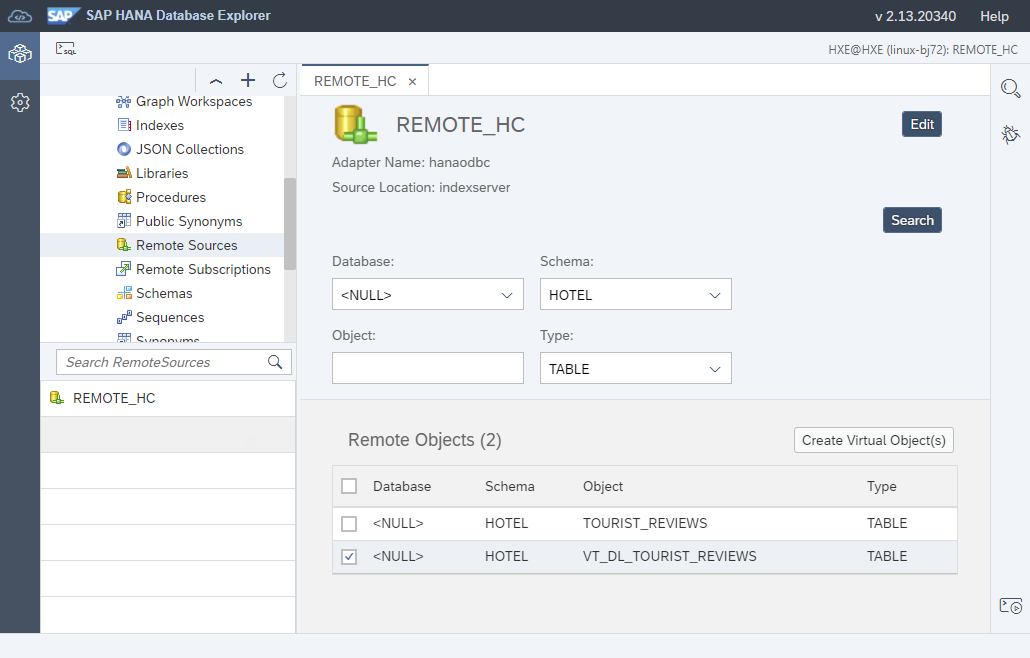 SAP SAP HANA Database Explorer v 2.13.20340 Help
SQL HXE@HXE (linux-bj72): REMOTE_HC
Graph Workspaces
Indexes
JSON Collections
Libraries
Procedures
Public Synonyms
Remote Sources
Remote Subscriptions
Schemas
Sequences
Synonyms
Search RemoteSources
REMOTE_HC
REMOTE_HC ×
REMOTE_HC Edit
Adapter Name: hanaodbc
Source Location: indexserver
Search
Database: Schema:
<NULL> HOTEL
Object: Type:
TABLE
Remote Objects (2) Create Virtual Object(s)
Database Schema Object Type
<NULL> HOTEL TOURIST_REVIEWS TABLE
<NULL> HOTEL VT_DL_TOURIST_REVIEWS TABLE